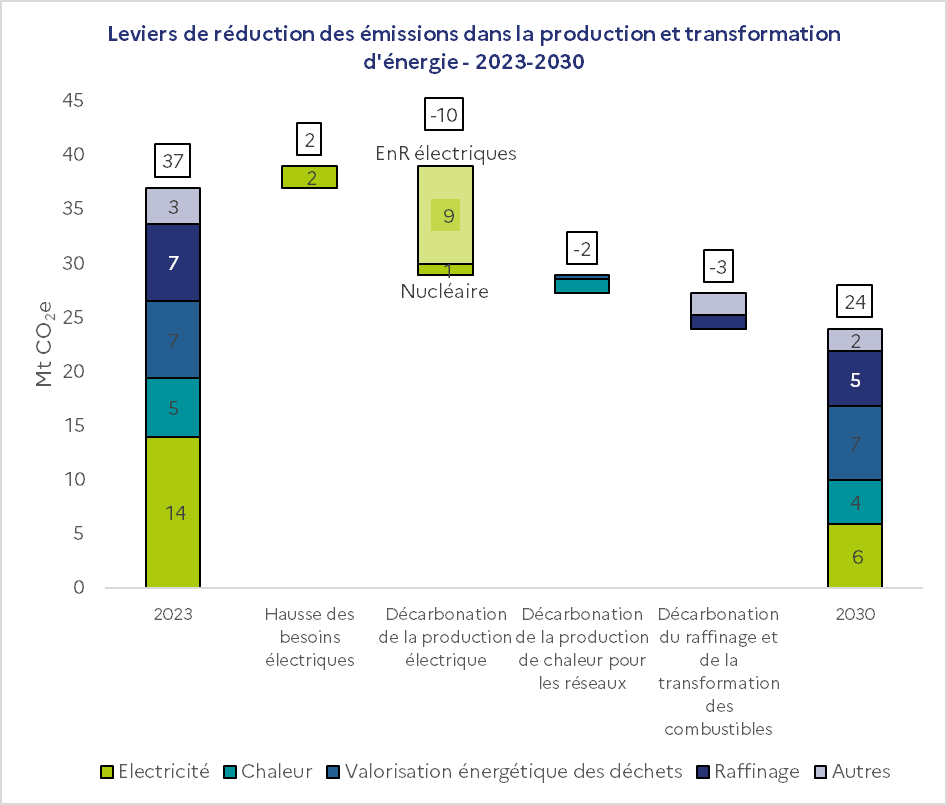 Leviers de réduction des émissions dans la production et transformation
d'énergie - 2023-2030
Mt CO₂e
45
40
35
30
25
20
15
10
5
0
37
3
7
7
5
14
2
2
-10
EnR électriques
9
1
Nucléaire
-2
-3
24
2
5
7
4
6
2023
Hausse des
besoins
électriques
Décarbonation
de la production
électrique
Décarbonation
de la production
de chaleur pour
les réseaux
Décarbonation
du raffinage et
de la
transformation
des
combustibles
2030
Electricité
Chaleur
Valorisation énergétique des déchets
Raffinage
Autres